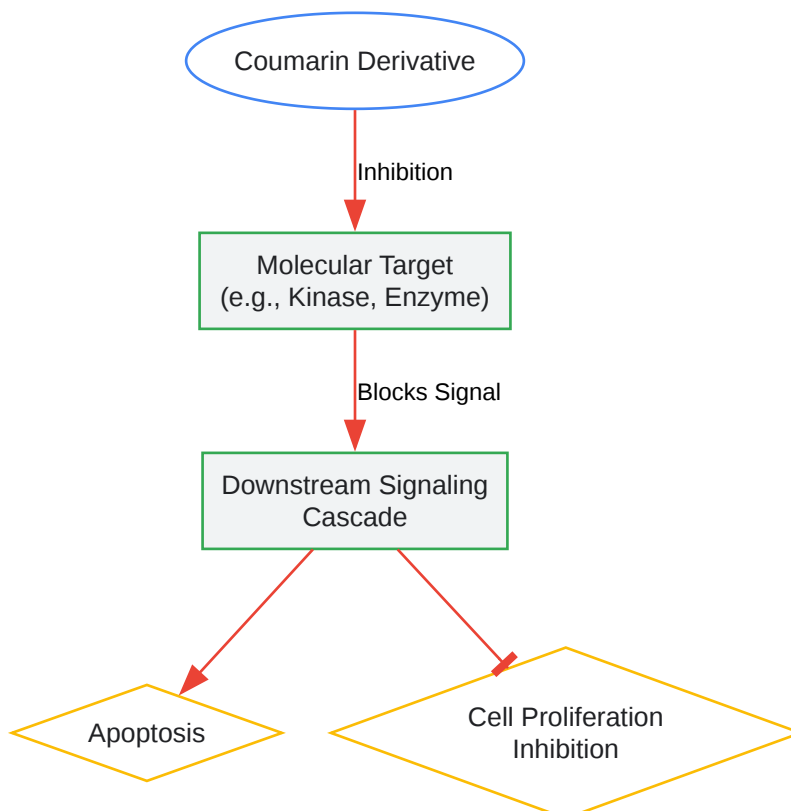 Coumarin Derivative
Inhibition
Molecular Target
(e.g., Kinase, Enzyme)
Blocks Signal
Downstream Signaling
Cascade
Apoptosis
Cell Proliferation
Inhibition